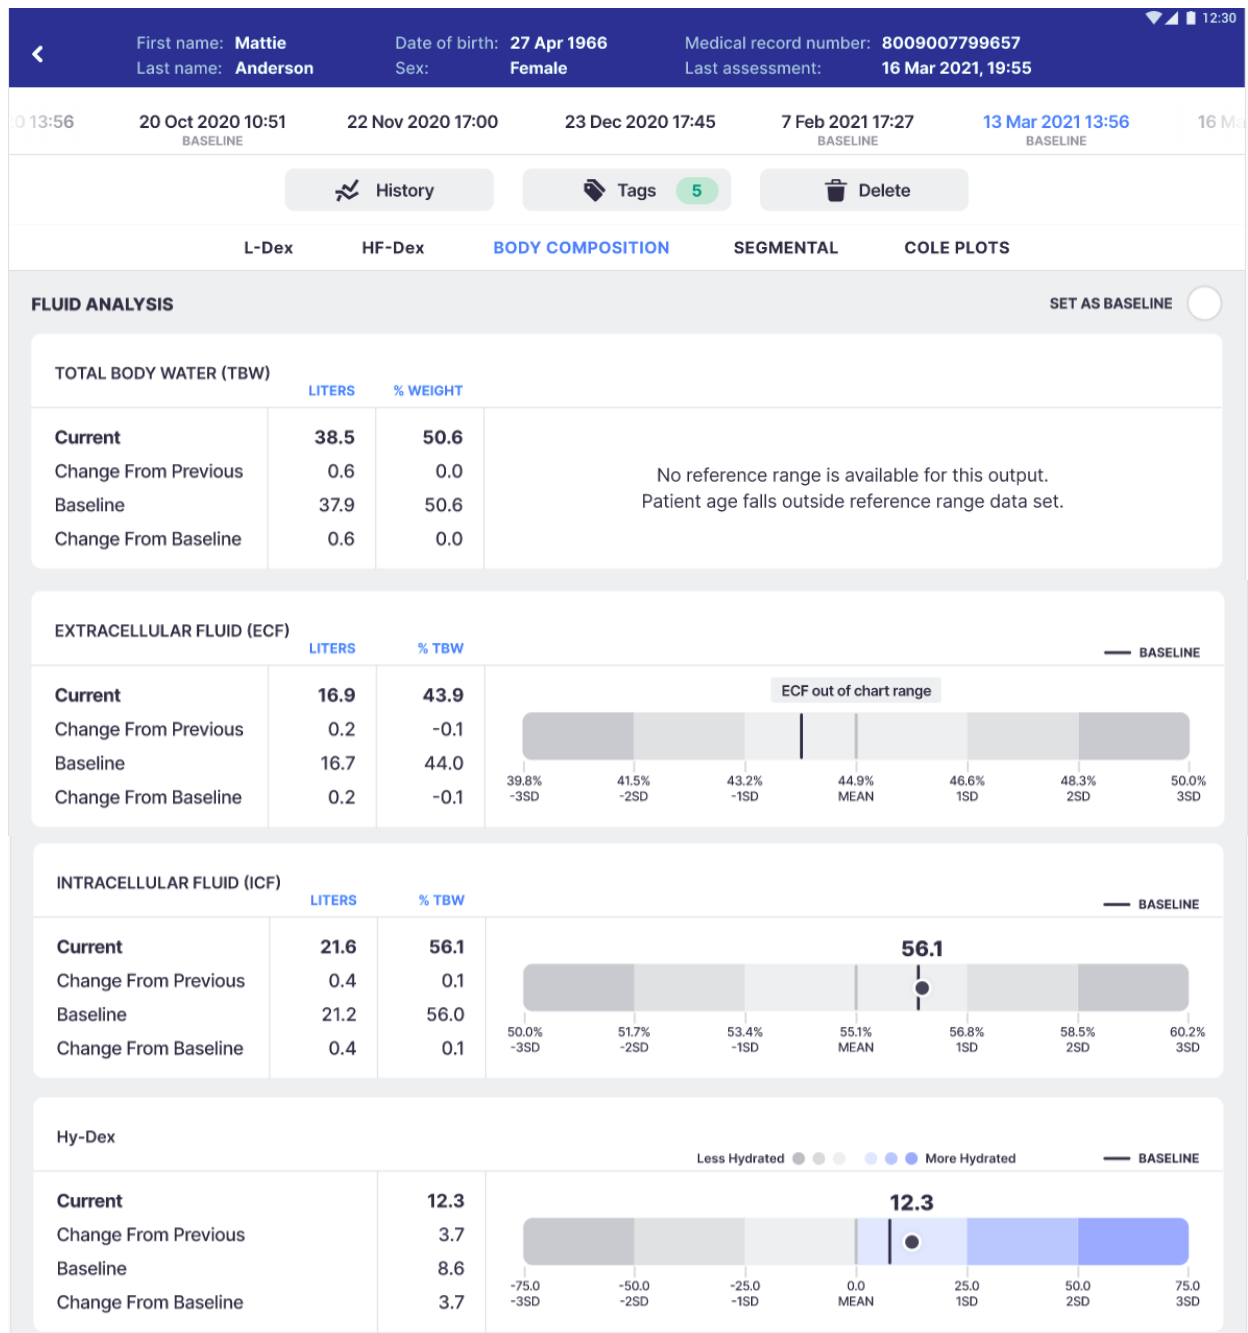 12:30
First name: Mattie Date of birth: 27 Apr 1966 Medical record number: 8009007799657
Last name: Anderson Sex: Female Last assessment: 16 Mar 2021, 19:55
0 13:56 20 Oct 2020 10:51 22 Nov 2020 17:00 23 Dec 2020 17:45 7 Feb 2021 17:27 13 Mar 2021 13:56 16 Ma
BASELINE BASELINE BASELINE
History Tags 5 Delete
L-Dex HF-Dex BODY COMPOSITION SEGMENTAL COLE PLOTS
FLUID ANALYSIS SET AS BASELINE
TOTAL BODY WATER (TBW)
LITERS % WEIGHT
Current 38.5 50.6
Change From Previous 0.6 0.0
Baseline 37.9 50.6
Change From Baseline 0.6 0.0
No reference range is available for this output.
Patient age falls outside reference range data set.
EXTRACELLULAR FLUID (ECF)
LITERS % TBW BASELINE
Current 16.9 43.9
Change From Previous 0.2 -0.1
Baseline 16.7 44.0
Change From Baseline 0.2 -0.1
ECF out of chart range
39.8% 41.5% 43.2% 44.9% 46.6% 48.3% 50.0%
-3SD -2SD -1SD MEAN 1SD 2SD 3SD
INTRACELLULAR FLUID (ICF)
LITERS % TBW BASELINE
Current 21.6 56.1
Change From Previous 0.4 0.1
Baseline 21.2 56.0
Change From Baseline 0.4 0.1
56.1
50.0% 51.7% 53.4% 55.1% 56.8% 58.5% 60.2%
-3SD -2SD -1SD MEAN 1SD 2SD 3SD
Hy-Dex
Less Hydrated More Hydrated BASELINE
Current 12.3
Change From Previous 3.7
Baseline 8.6
Change From Baseline 3.7
12.3
-75.0 -50.0 -25.0 0.0 25.0 50.0 75.0
-3SD -2SD -1SD MEAN 1SD 2SD 3SD